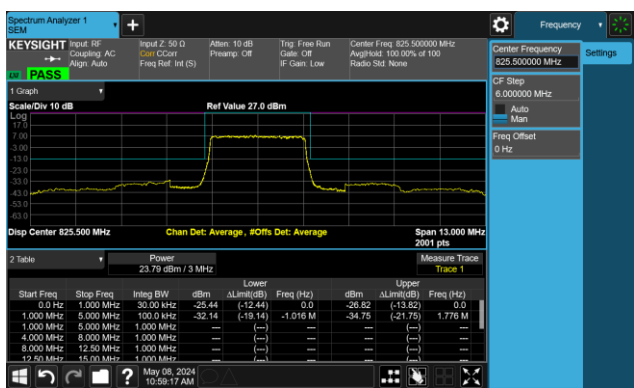 Spectrum Analyzer 1
SEM
Frequency
KEYSIGHT
Input: RF
Coupling: AC
Align: Auto
Input Z: 50 Ω
Corr CCorr
Freq Ref: Int (S)
Atten: 10 dB
Preamp: Off
Trig: Free Run
Gate: Off
IF Gain: Low
Center Freq: 825.500000 MHz
Avg|Hold: 100.00% of 100
Radio Std: None
PASS
Center Frequency
825.500000 MHz
Settings
CF Step
6.000000 MHz
Auto
Man
Freq Offset
0 Hz
1 Graph
Scale/Div 10 dB
Ref Value 27.0 dBm
Log
17.0
7.00
-3.00
-13.0
-23.0
-33.0
-43.0
-53.0
-63.0
Disp Center 825.500 MHz
Chan Det: Average, #Offs Det: Average
Span 13.000 MHz
2001 pts
2 Table
Power
23.79 dBm / 3 MHz
Measure Trace
Trace 1
Lower Upper
Start Freq Stop Freq Integ BW dBm ΔLimit(dB) Freq (Hz) dBm ΔLimit(dB) Freq (Hz)
0.0 Hz 1.000 MHz 30.00 kHz -25.44 (-12.44) 0.0 -26.82 (-13.82) 0.0
1.000 MHz 5.000 MHz 100.0 kHz -32.14 (-19.14) -1.016 M -34.75 (-21.75) 1.776 M
1.000 MHz 5.000 MHz 1.000 MHz --- (---) --- --- (---) ---
4.000 MHz 8.000 MHz 1.000 MHz --- (---) --- --- (---) ---
8.000 MHz 12.50 MHz 1.000 MHz --- (---) --- --- (---) ---
12.50 MHz 15.00 MHz 1.000 MHz --- (---) --- --- (---) ---
May 08, 2024
10:59:17 AM